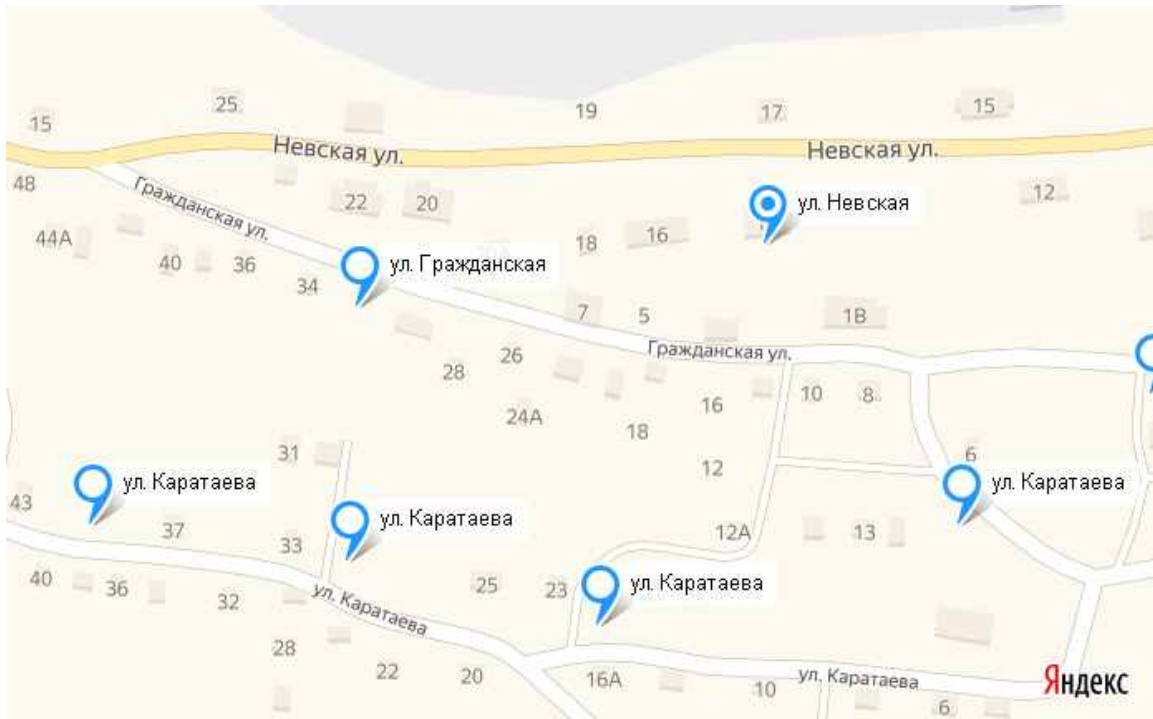 25
19
17
15
15
Невская ул.
Невская ул.
48
Гражданская ул.
22
20
12
ул. Невская
44А
40
36
18
16
34
ул. Гражданская
7
5
1В
Гражданская ул.
28
26
10
8
24А
16
18
31
12
6
43
ул. Каратаева
ул. Каратаева
37
33
ул. Каратаева
12А
13
40
36
32
25
23
ул. Каратаева
ул. Каратаева
28
22
20
16А
10
ул. Каратаева
6
Яндекс